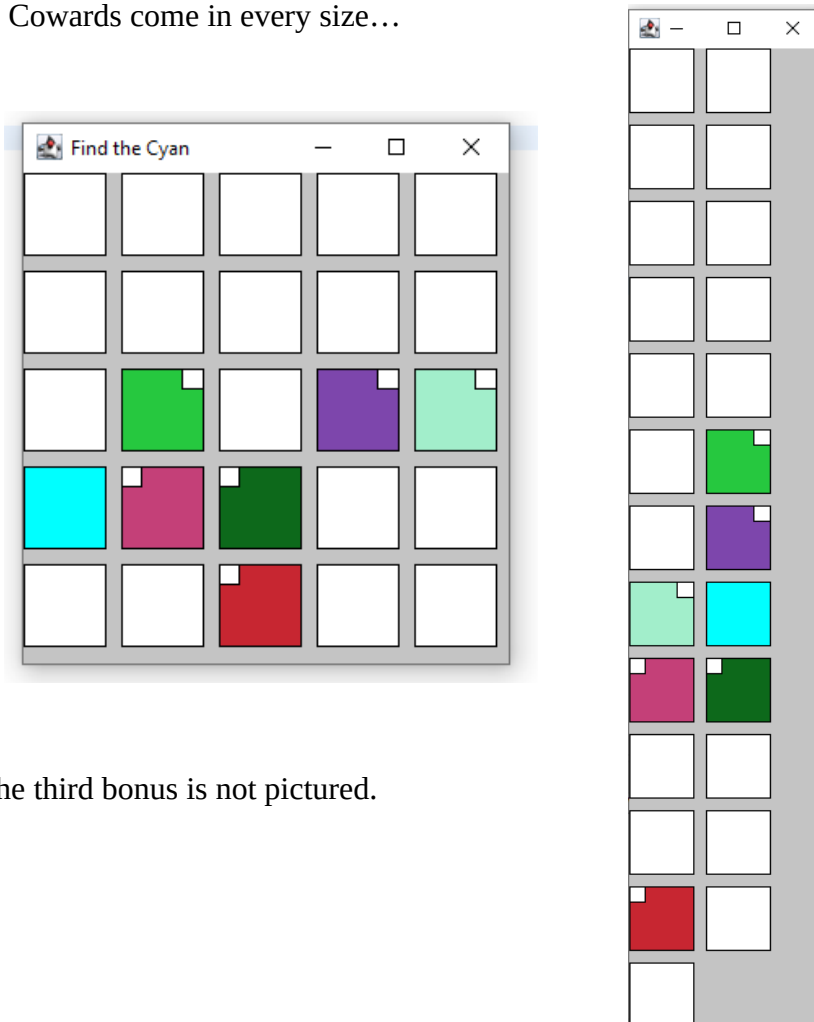 Cowards come in every size…
Find the Cyan
he third bonus is not pictured.